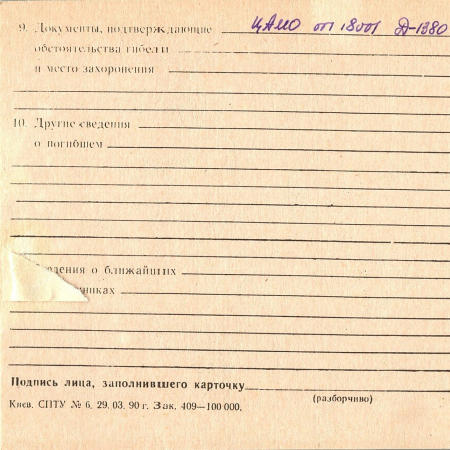 9. Документы, подтверждающие ЦАМО оп 18001 Д-1380
обстоятельства гибели
и место захоронения
10. Другие сведения
о погибшем
о ближайших
Подпись лица, заполнившего карточку
(разборчиво)
Киев. СПТУ № 6. 29. 03. 90 г. Зак. 409—100 000.